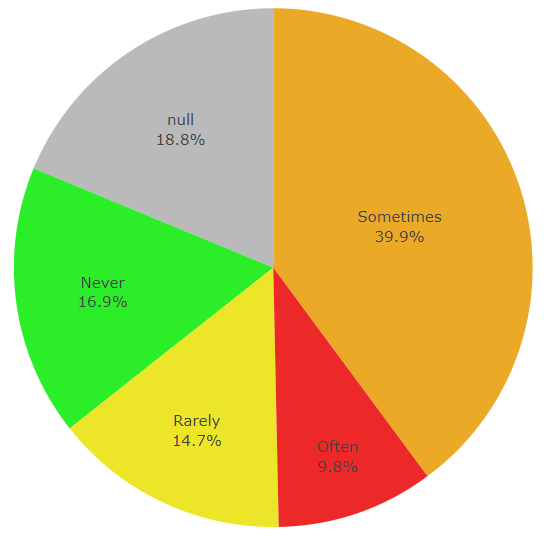 null
18.8%
Sometimes
39.9%
Never
16.9%
Rarely
14.7%
Often
9.8%